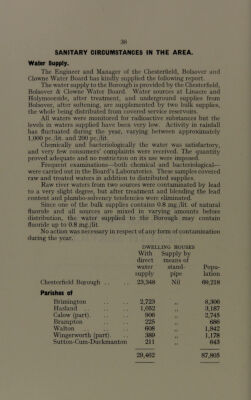 38
SANITARY CIRCUMSTANCES IN THE AREA.
Water Supply.
The Engineer and Manager of the Chesterfield, Bolsover and
Clowne Water Board has kindly supplied the following report.
The water supply to the Borough is provided by the Chesterfield,
Bolsover & Clowne Water Board. Water sources at Linacre and
Holymoorside, after treatment, and underground supplies from
Bolsover, after softening, are supplemented by two bulk supplies,
the whole being distributed from covered service reservoirs.
All waters were monitored for radioactive substances but the
levels in waters supplied have been very low. Activity in rainfall
has fluctuated during the year, varying between approximately
1,000 pc./lit. and 200 pc./lit.
Chemically and bacteriologically the water was satisfactory,
and very few consumers' complaints were received. The quantity
proved adequate and no restriction on its use were imposed.
Frequent examinations—both chemical and bacteriological—
were carried out in the Board's Laboratories. These samples covered
raw and treated waters in addition to distributed supplies.
Raw river waters from two sources were contaminated by lead
to a very slight degree, but after treatment and blending the lead
content and plumbo-solvency tendencies were eliminated.
Since one of the bulk supplies contains 0.8 mg./lit. of natural
fluoride and all sources are mixed in varying amounts before
distribution, the water supplied to the Borough may contain
fluoride up to 0.8 mg./lit.
No action was necessary in respect of any form of contamination
during the year.
DWELLING HOUSES
With Supply by
direct means of
water stand- Popu-
supply pipe lation
Chesterfield Borough .. .. 23,348 Nil 69,218
Parishes of
Brimington .. .. 2,723 ,, 8,306
Hasland .. .. 1,052 ,, 3,187
Calow (part). .. .. 906 ,, 2,745
Brampton .. .. 225 ,, 686
Walton .. .. 608 ,, 1,842
Wingerworth (part). .. 389 ,, 1,178
Sutton-Cum-Duckmanton 211 ,, 643
29,462 87,805